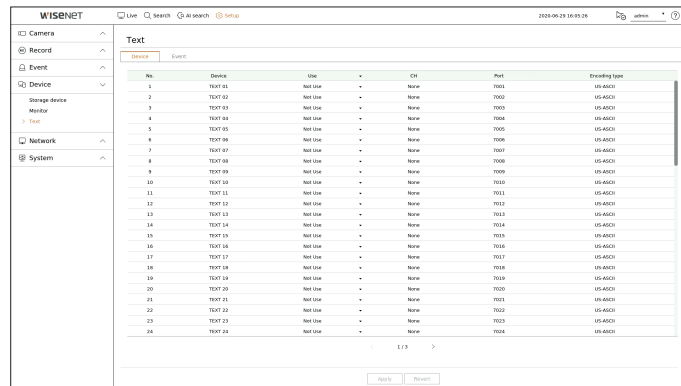 WISENET Live Search AI search Setup 2020-06-29 16:05:26 admin ?
Camera
Record
Event
Device
Storage device
Monitor
> Text
Network
System
Text
Device Event
No. Device Use CH Port Encoding type
1 TEXT 01 Not Use None 7001 US-ASCII
2 TEXT 02 Not Use None 7002 US-ASCII
3 TEXT 03 Not Use None 7003 US-ASCII
4 TEXT 04 Not Use None 7004 US-ASCII
5 TEXT 05 Not Use None 7005 US-ASCII
6 TEXT 06 Not Use None 7006 US-ASCII
7 TEXT 07 Not Use None 7007 US-ASCII
8 TEXT 08 Not Use None 7008 US-ASCII
9 TEXT 09 Not Use None 7009 US-ASCII
10 TEXT 10 Not Use None 7010 US-ASCII
11 TEXT 11 Not Use None 7011 US-ASCII
12 TEXT 12 Not Use None 7012 US-ASCII
13 TEXT 13 Not Use None 7013 US-ASCII
14 TEXT 14 Not Use None 7014 US-ASCII
15 TEXT 15 Not Use None 7015 US-ASCII
16 TEXT 16 Not Use None 7016 US-ASCII
17 TEXT 17 Not Use None 7017 US-ASCII
18 TEXT 18 Not Use None 7018 US-ASCII
19 TEXT 19 Not Use None 7019 US-ASCII
20 TEXT 20 Not Use None 7020 US-ASCII
21 TEXT 21 Not Use None 7021 US-ASCII
22 TEXT 22 Not Use None 7022 US-ASCII
23 TEXT 23 Not Use None 7023 US-ASCII
24 TEXT 24 Not Use None 7024 US-ASCII
< 1 / 3 >
Apply Revert